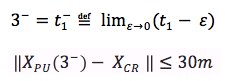 3⁻ = t₁⁻ ≝ lim_{ε→0}(t₁ − ε)
‖X_{PU}(3⁻) − X_{CR} ‖ ≤ 30m